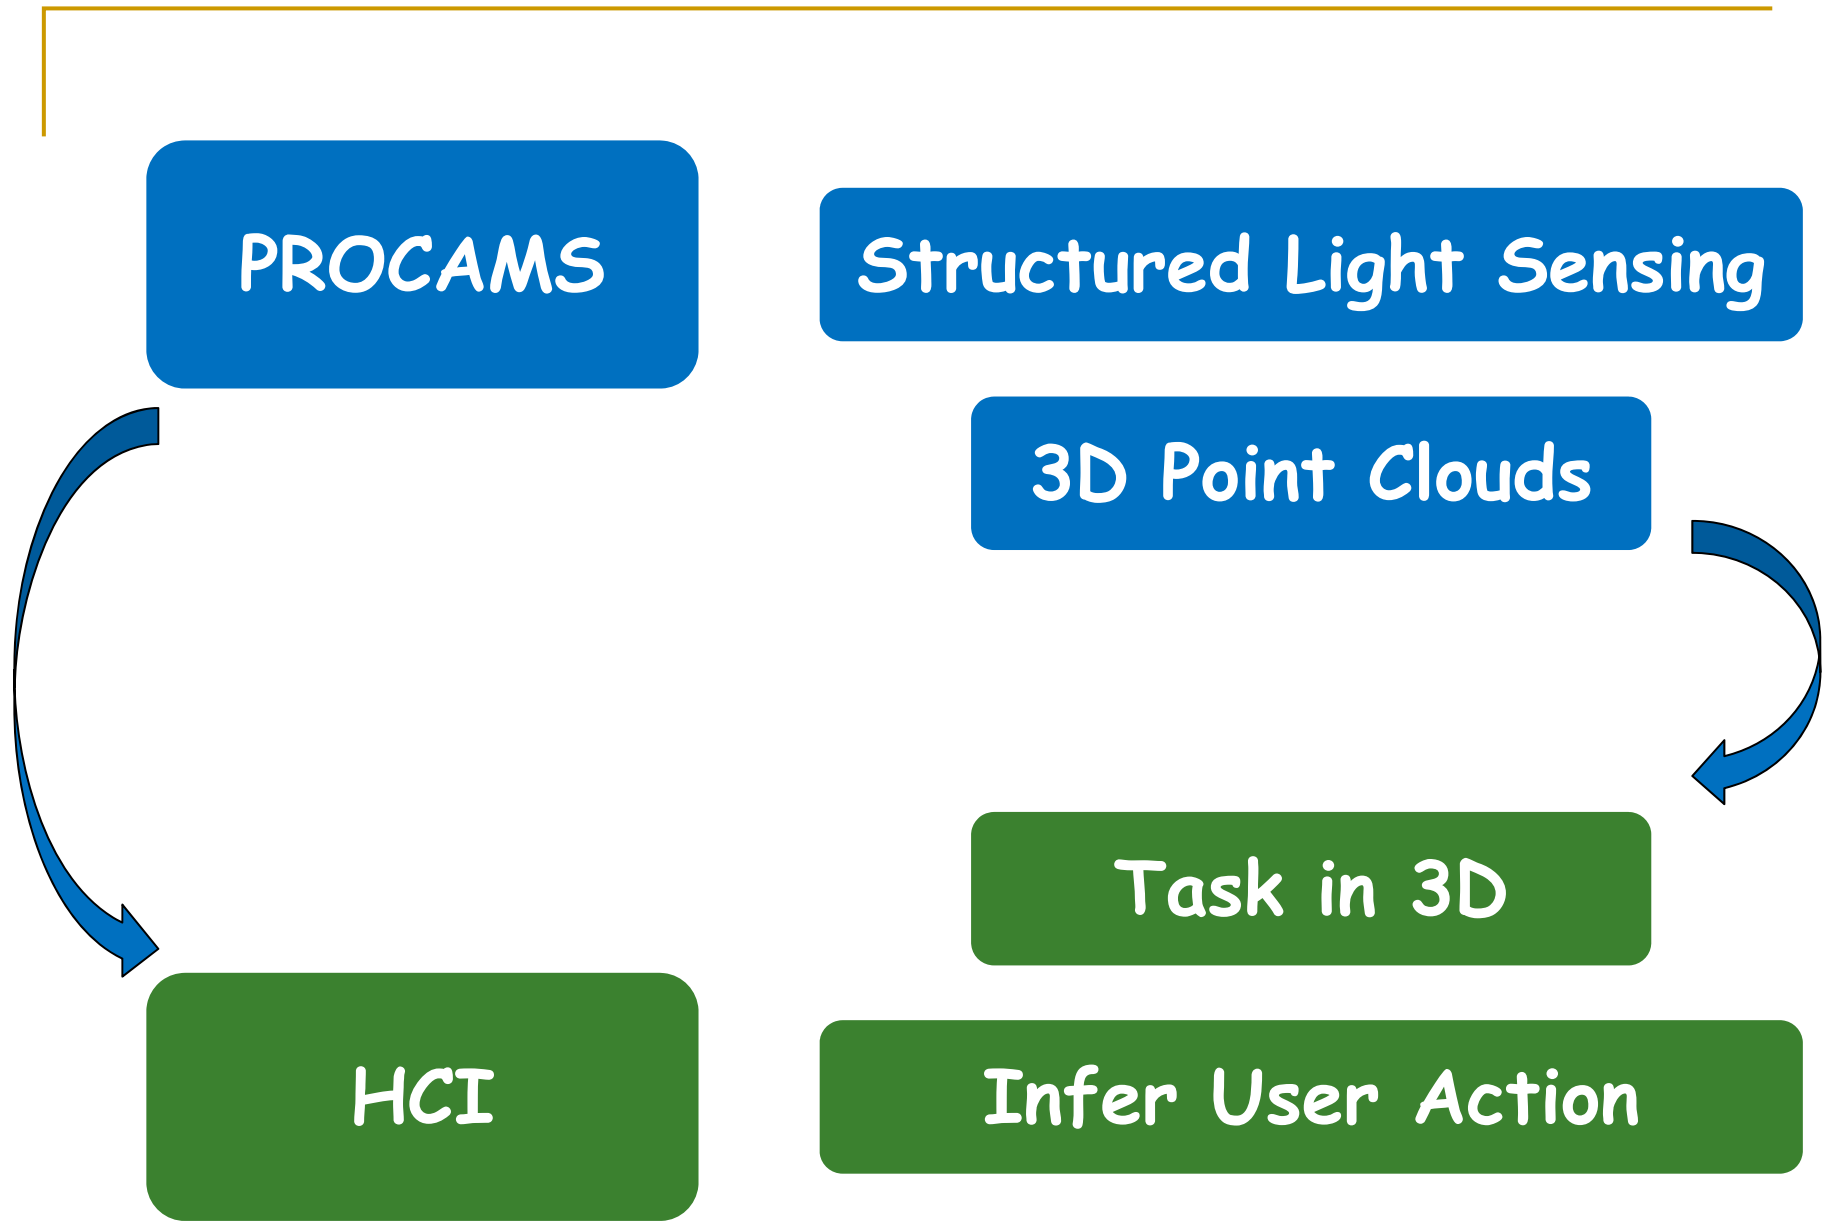 PROCAMS
Structured Light Sensing
3D Point Clouds
Task in 3D
HCI
Infer User Action